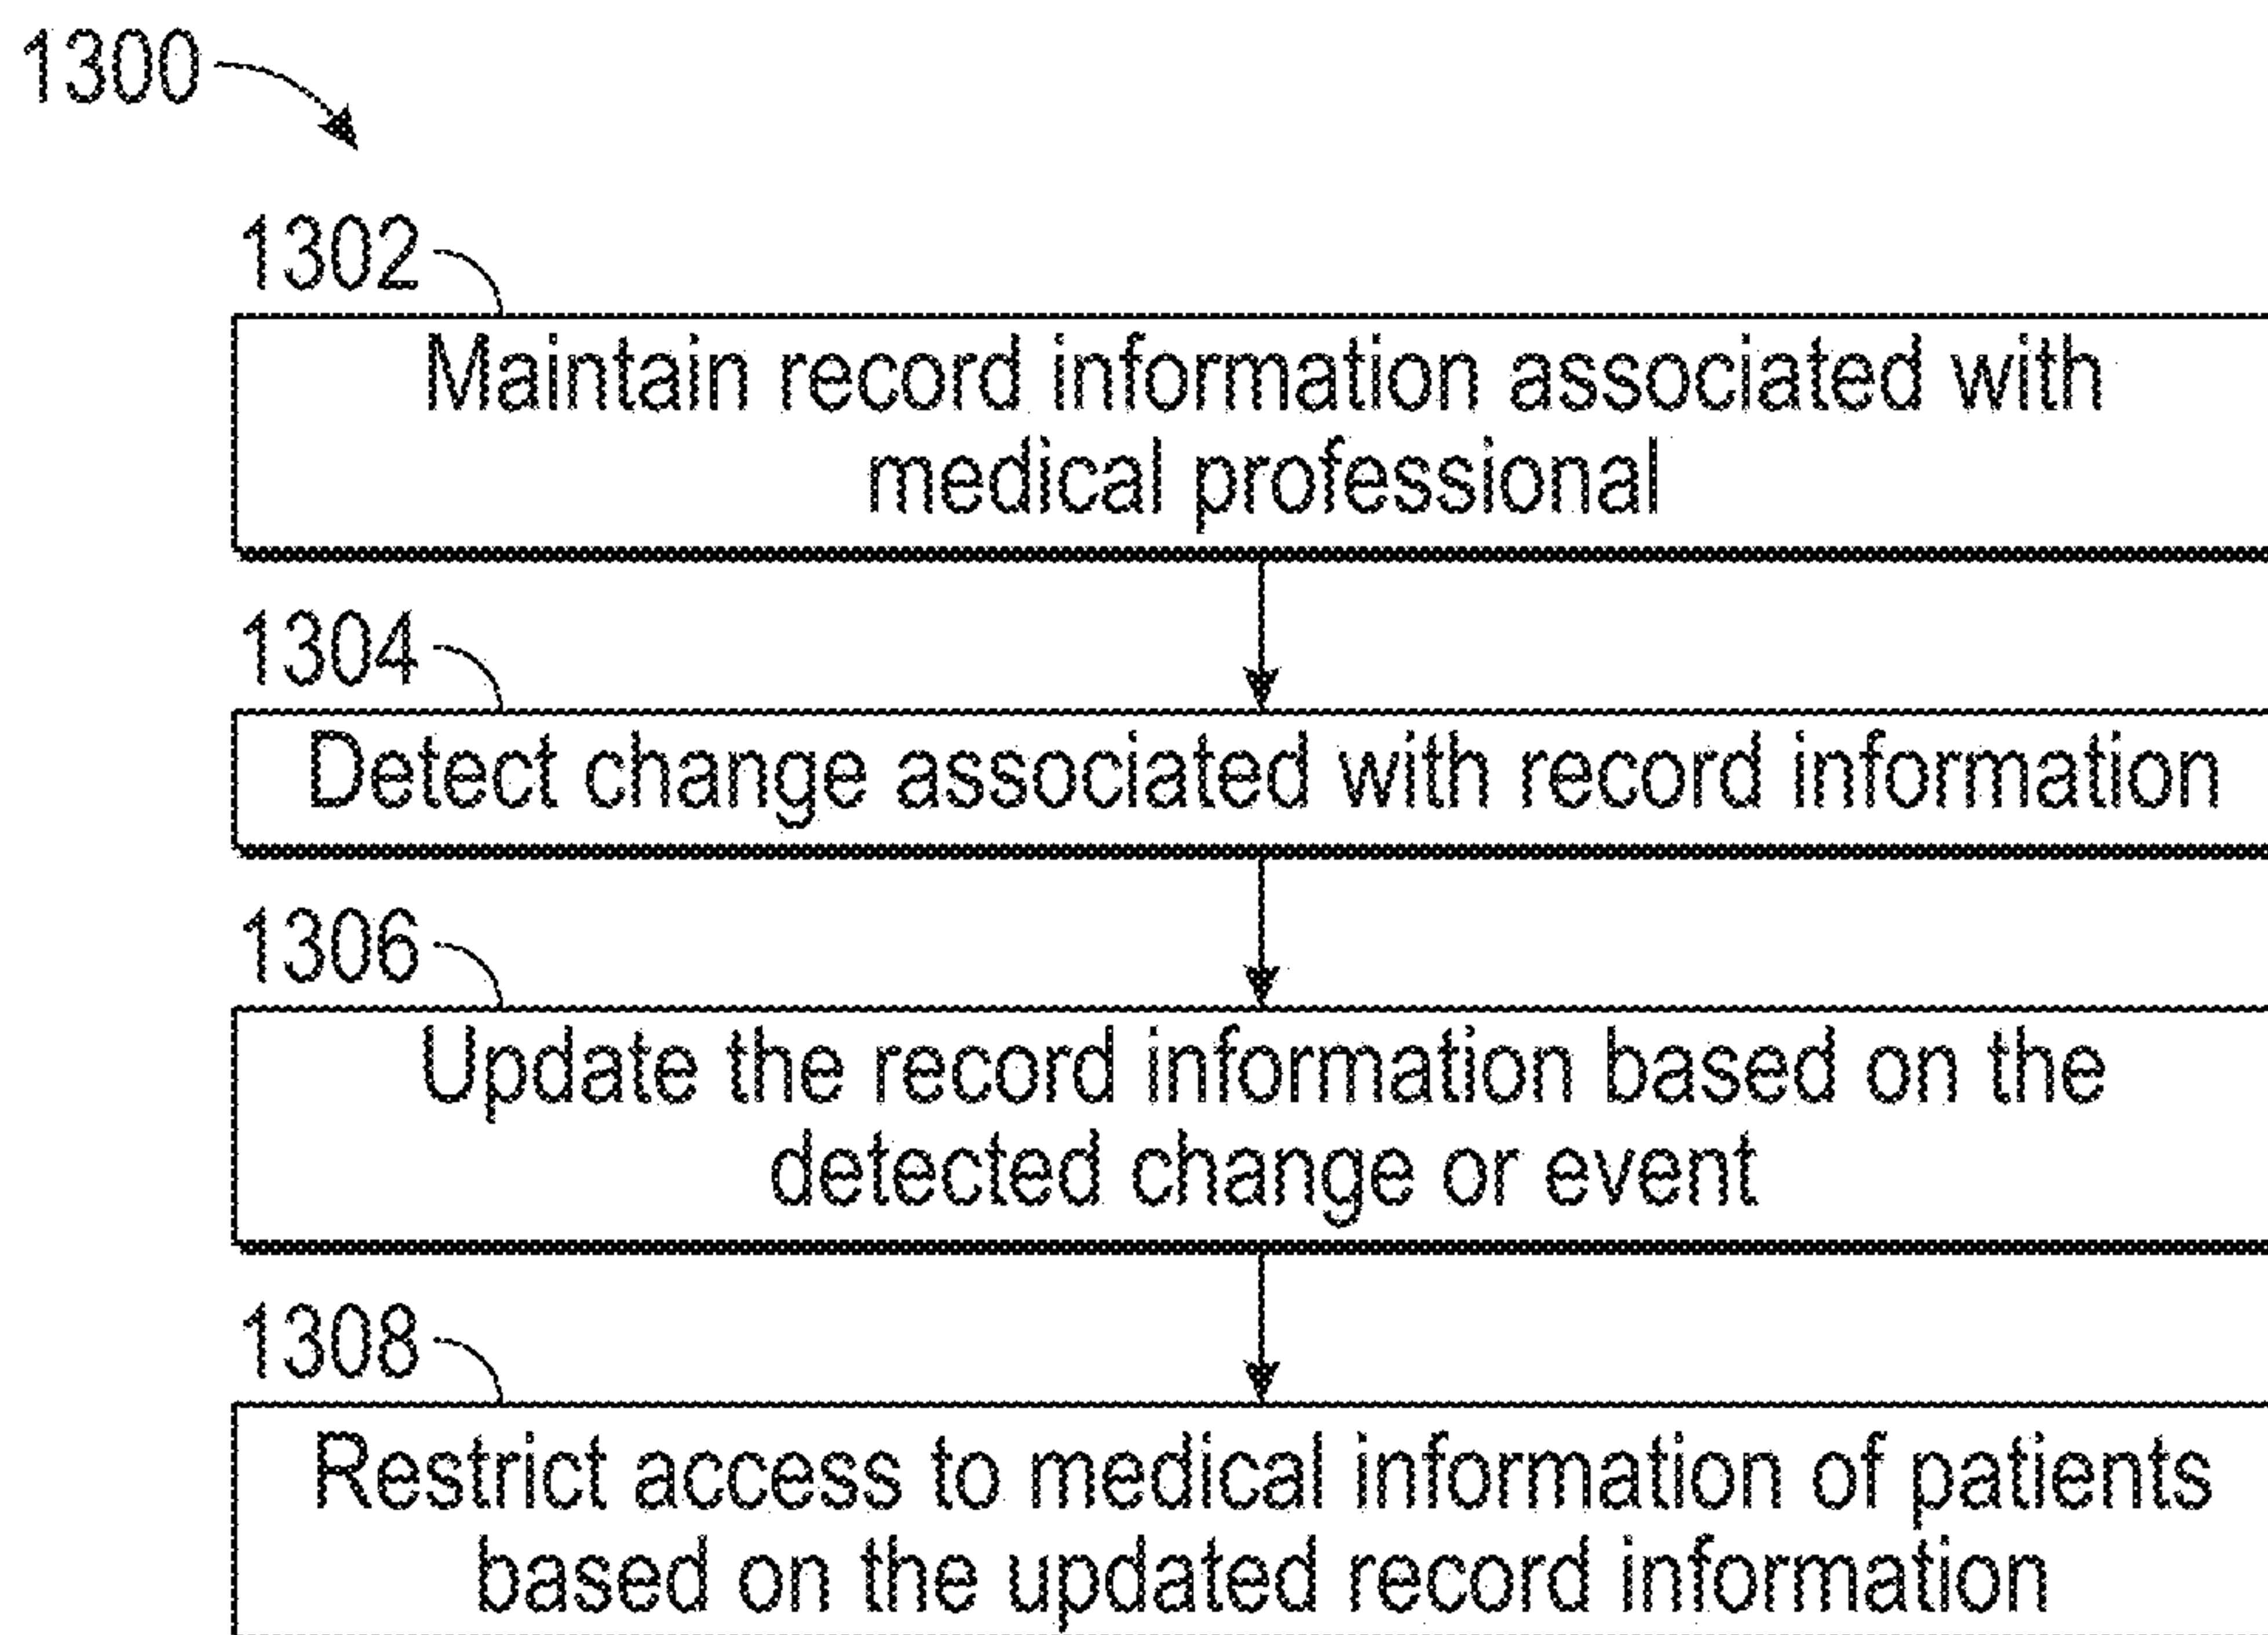 1300
1302
Maintain record information associated with
medical professional
1304
Detect change associated with record information
1306
Update the record information based on the
detected change or event
1308
Restrict access to medical information of patients
based on the updated record information